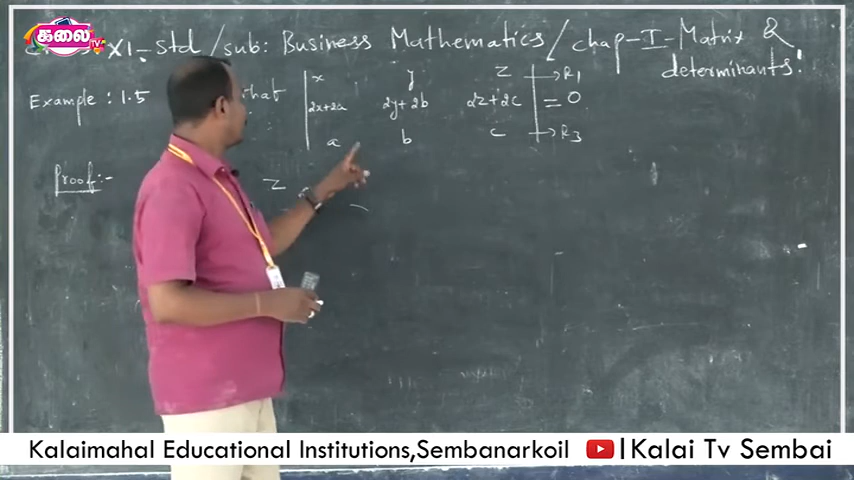 கலை TV
XI - Std / sub: Business Mathematics / chap - I - Matrix &
determinants!
Example : 1.5 that
x y z → R1
2x+2a 2y+2b 2z+2c = 0
a b c → R3
Proof:-
Z
Kalaimahal Educational Institutions,Sembanarkoil | Kalai Tv Sembai